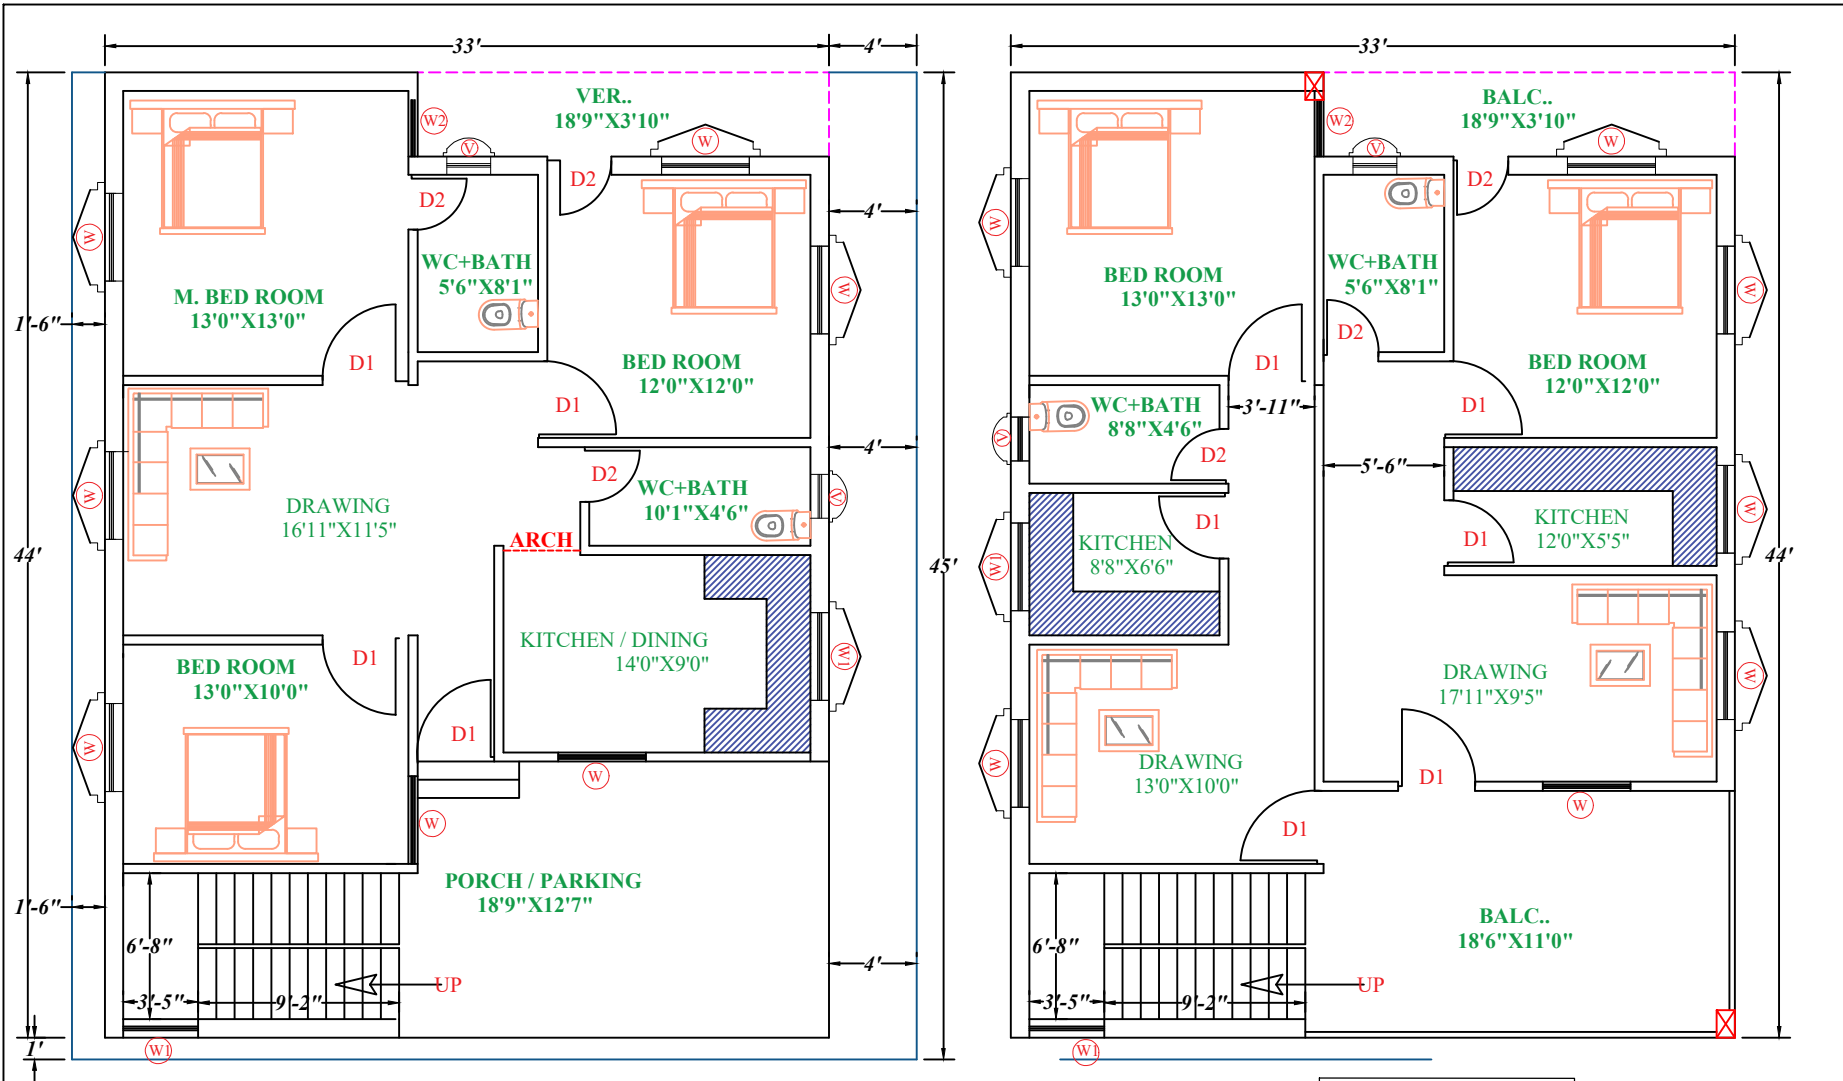 33'
4'
33'
VER..
18'9"X3'10"
BALC..
18'9"X3'10"
W2
V
W
D2
D2
W2
V
W
D2
4'
W
W
WC+BATH
5'6"X8'1"
M. BED ROOM
13'0"X13'0"
W
1'-6"
BED ROOM
12'0"X12'0"
D1
D1
4'
W
DRAWING
16'11"X11'5"
D2
WC+BATH
10'1"X4'6"
V
ARCH
44'
45'
KITCHEN / DINING
14'0"X9'0"
W1
BED ROOM
13'0"X10'0"
D1
D1
W
W
W
PORCH / PARKING
18'9"X12'7"
1'-6"
6'-8"
4'
UP
3'-5"
9'-2"
1'
W1
BED ROOM
13'0"X13'0"
WC+BATH
5'6"X8'1"
W
D2
D1
BED ROOM
12'0"X12'0"
WC+BATH
8'8"X4'6"
3'-11"
D1
V
D2
5'-6"
D1
KITCHEN
8'8"X6'6"
W1
KITCHEN
12'0"X5'5"
D1
W
44'
DRAWING
17'11"X9'5"
W
DRAWING
13'0"X10'0"
W
D1
W
D1
BALC..
18'6"X11'0"
6'-8"
UP
3'-5"
9'-2"
W1